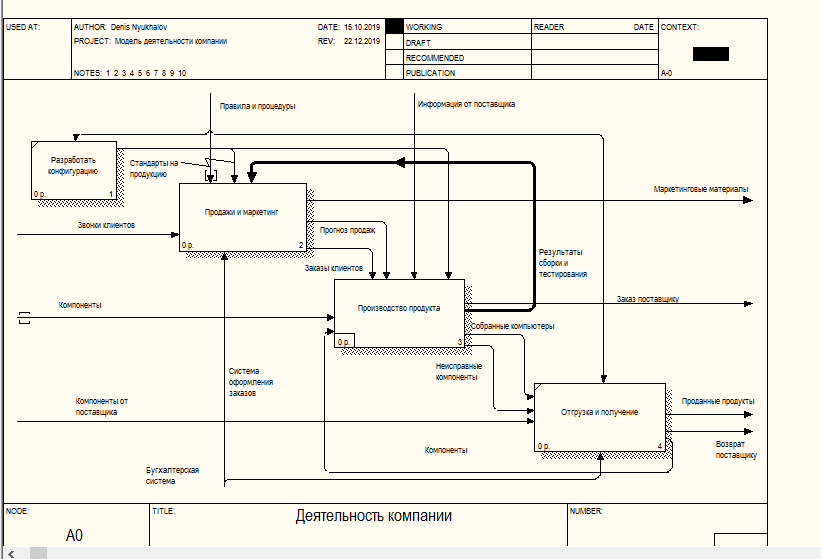 USED AT:
AUTHOR: Denis Nyukhalov
DATE: 15.10.2019
WORKING
READER
DATE
CONTEXT:
PROJECT: Модель деятельности компании
REV: 22.12.2019
DRAFT
RECOMMENDED
NOTES: 1 2 3 4 5 6 7 8 9 10
PUBLICATION
A-0
Правила и процедуры
Информация от поставщика
Разработать
конфигурацию
0 р.
1
Стандарты на
продукцию
Маркетинговые материалы
Продажи и маркетинг
0 р.
2
Звонки клиентов
Прогноз продаж
Результаты
сборки и
тестирования
Заказы клиентов
Компоненты
Заказ поставщику
Производство продукта
0 р.
3
Собранные компьютеры
Неисправные
компоненты
Система
оформления
заказов
Компоненты от
поставщика
Отгрузка и получение
0 р.
4
Проданные продукты
Возврат
поставщику
Компоненты
Бугхалтерская
система
NODE:
A0
TITLE:
Деятельность компании
NUMBER: